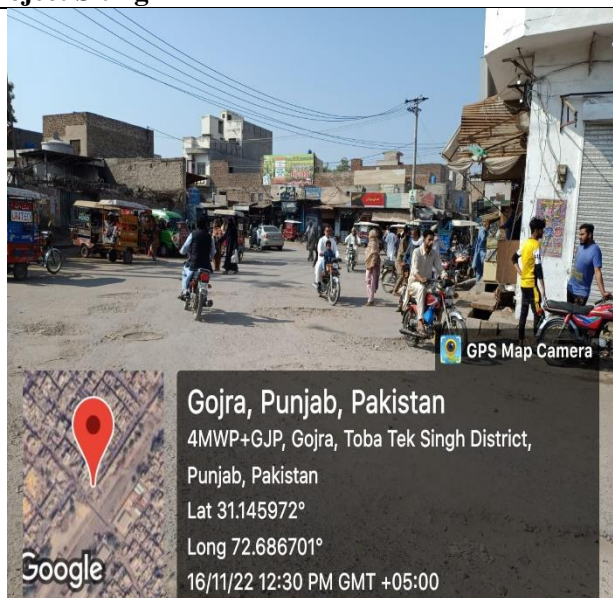 GPS Map Camera
Gojra, Punjab, Pakistan
4MWP+GJP, Gojra, Toba Tek Singh District,
Punjab, Pakistan
Lat 31.145972°
Long 72.686701°
16/11/22 12:30 PM GMT +05:00
Google